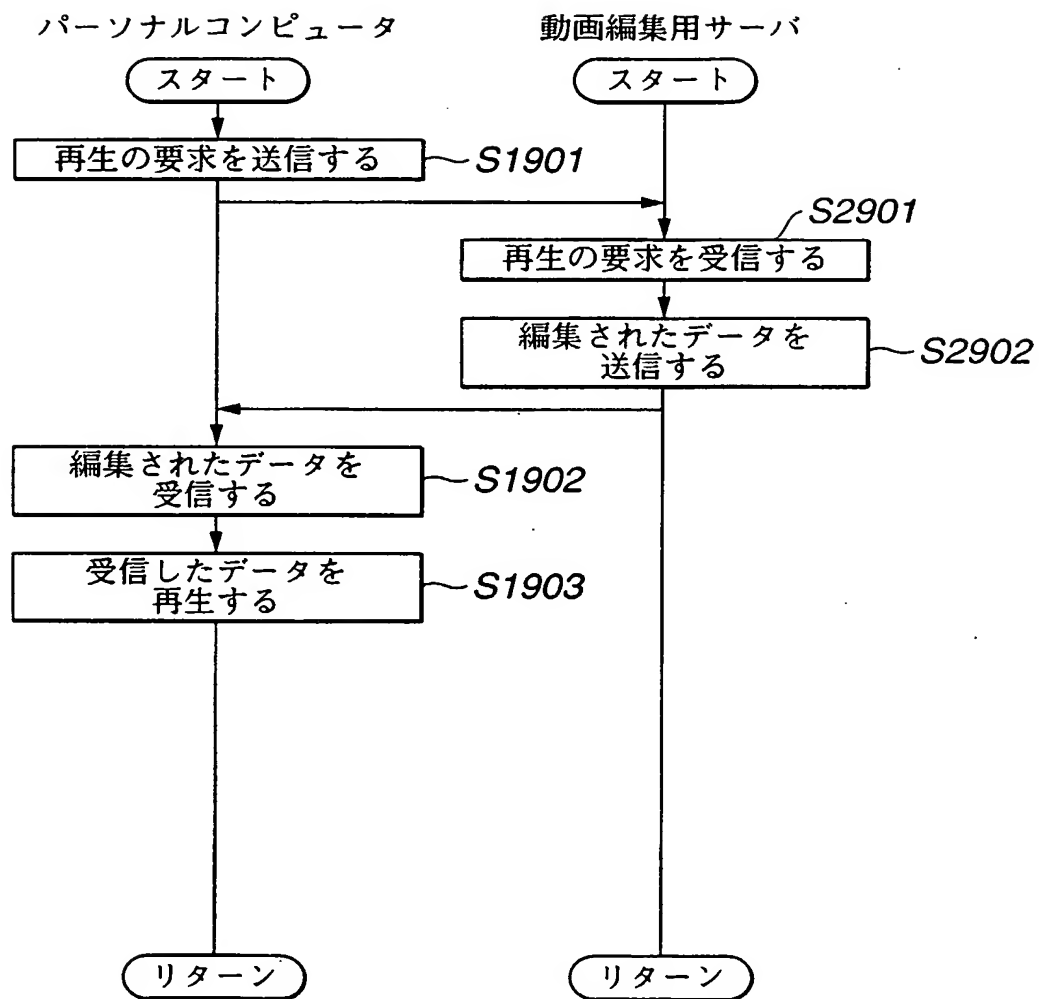 パーソナルコンピュータ
動画編集用サーバ
スタート
スタート
再生の要求を送信する
S1901
S2901
再生の要求を受信する
編集されたデータを
送信する
S2902
編集されたデータを
受信する
S1902
受信したデータを
再生する
S1903
リターン
リターン